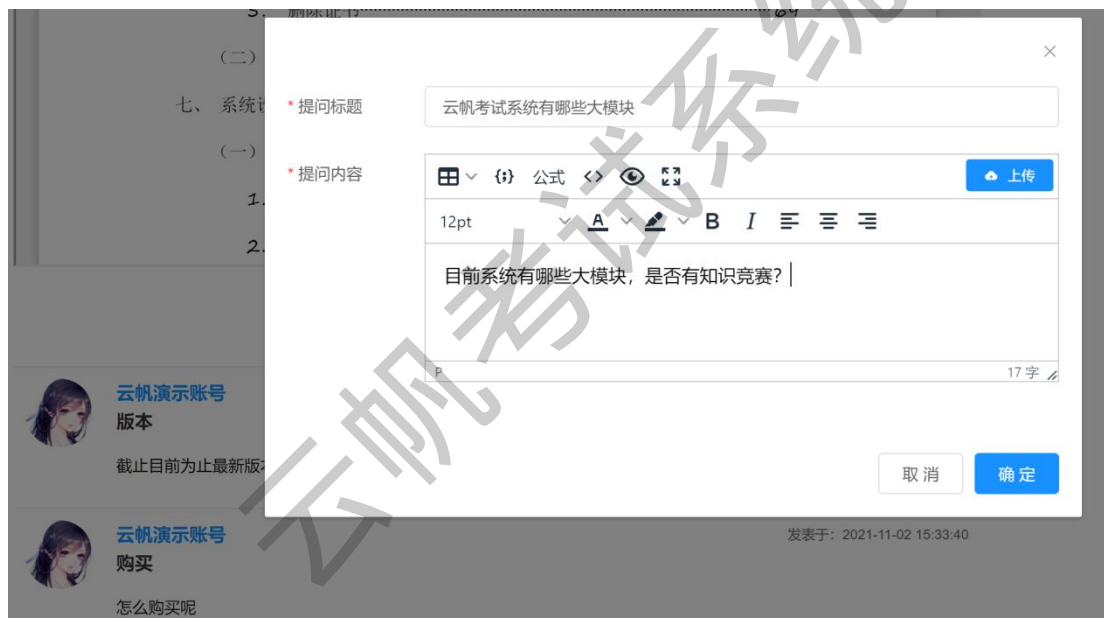 （二）
七、 系统
（一）
1.
2.
* 提问标题
云帆考试系统有哪些大模块
* 提问内容
公式
上传
12pt
A
B I
目前系统有哪些大模块，是否有知识竞赛？
P
17 字
取 消
确 定
云帆演示账号
版本
截止目前为止最新版
云帆演示账号
发表于：2021-11-02 15:33:40
购买
怎么购买呢
云帆考试系统